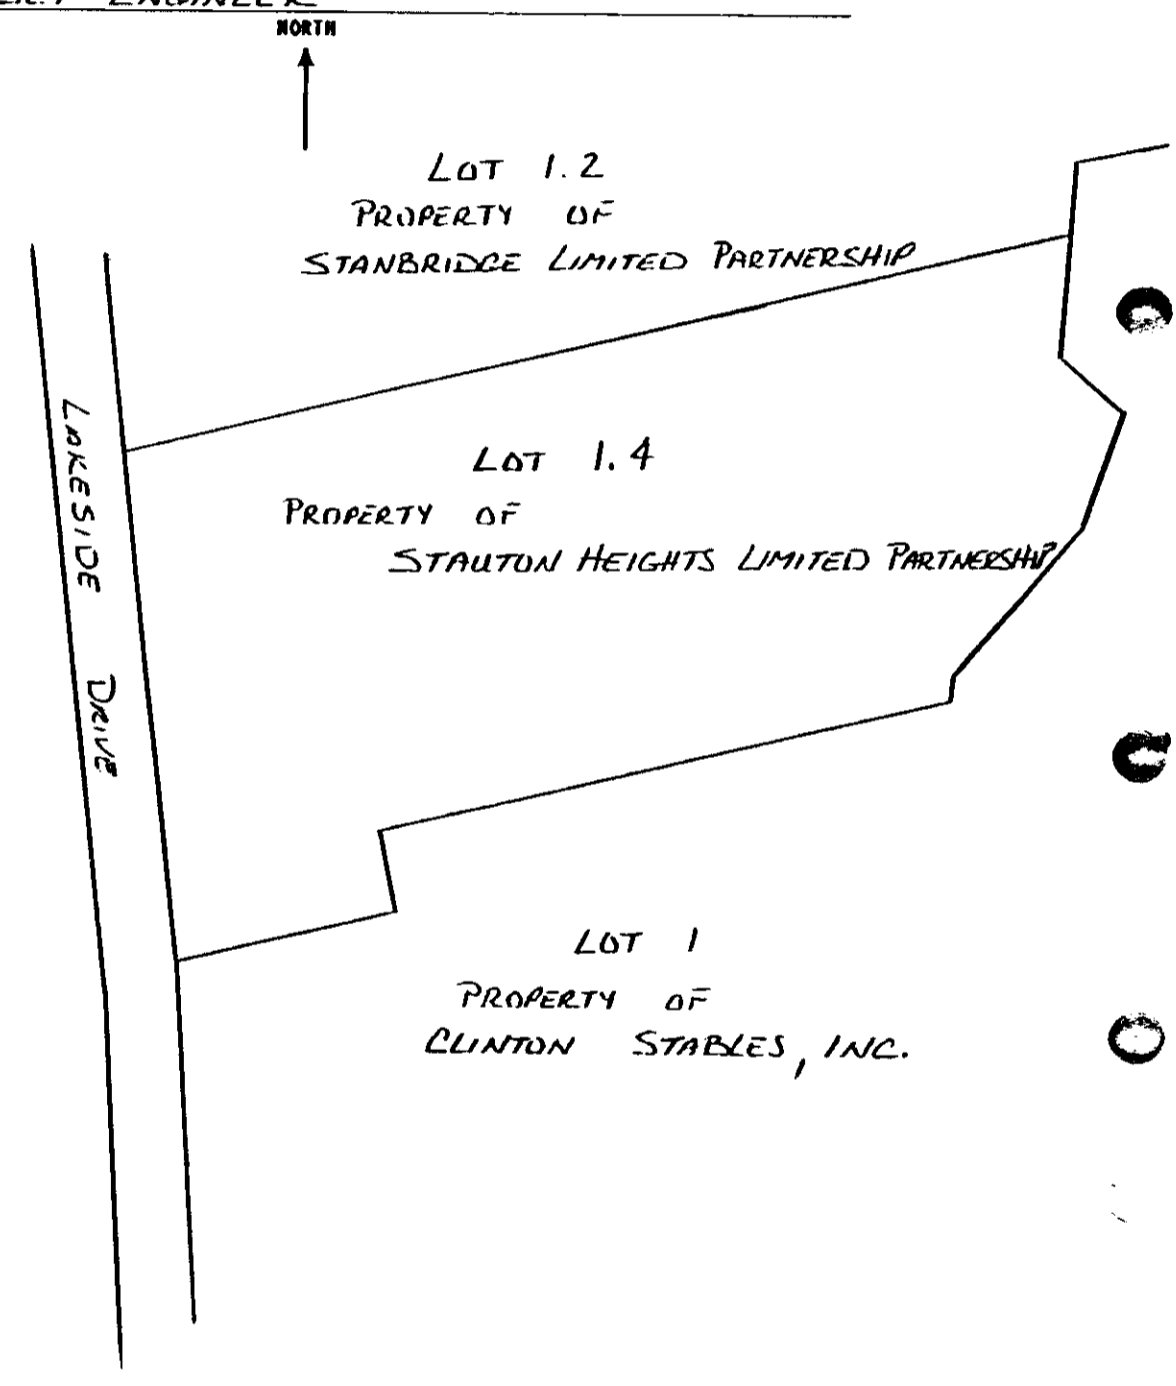 ENGINEER
NORTH
LOT 1.2
PROPERTY OF
STANBRIDGE LIMITED PARTNERSHIP
LAKESIDE DRIVE
LOT 1.4
PROPERTY OF
STAUTON HEIGHTS LIMITED PARTNERSHIP
LOT 1
PROPERTY OF
CLINTON STABLES, INC.